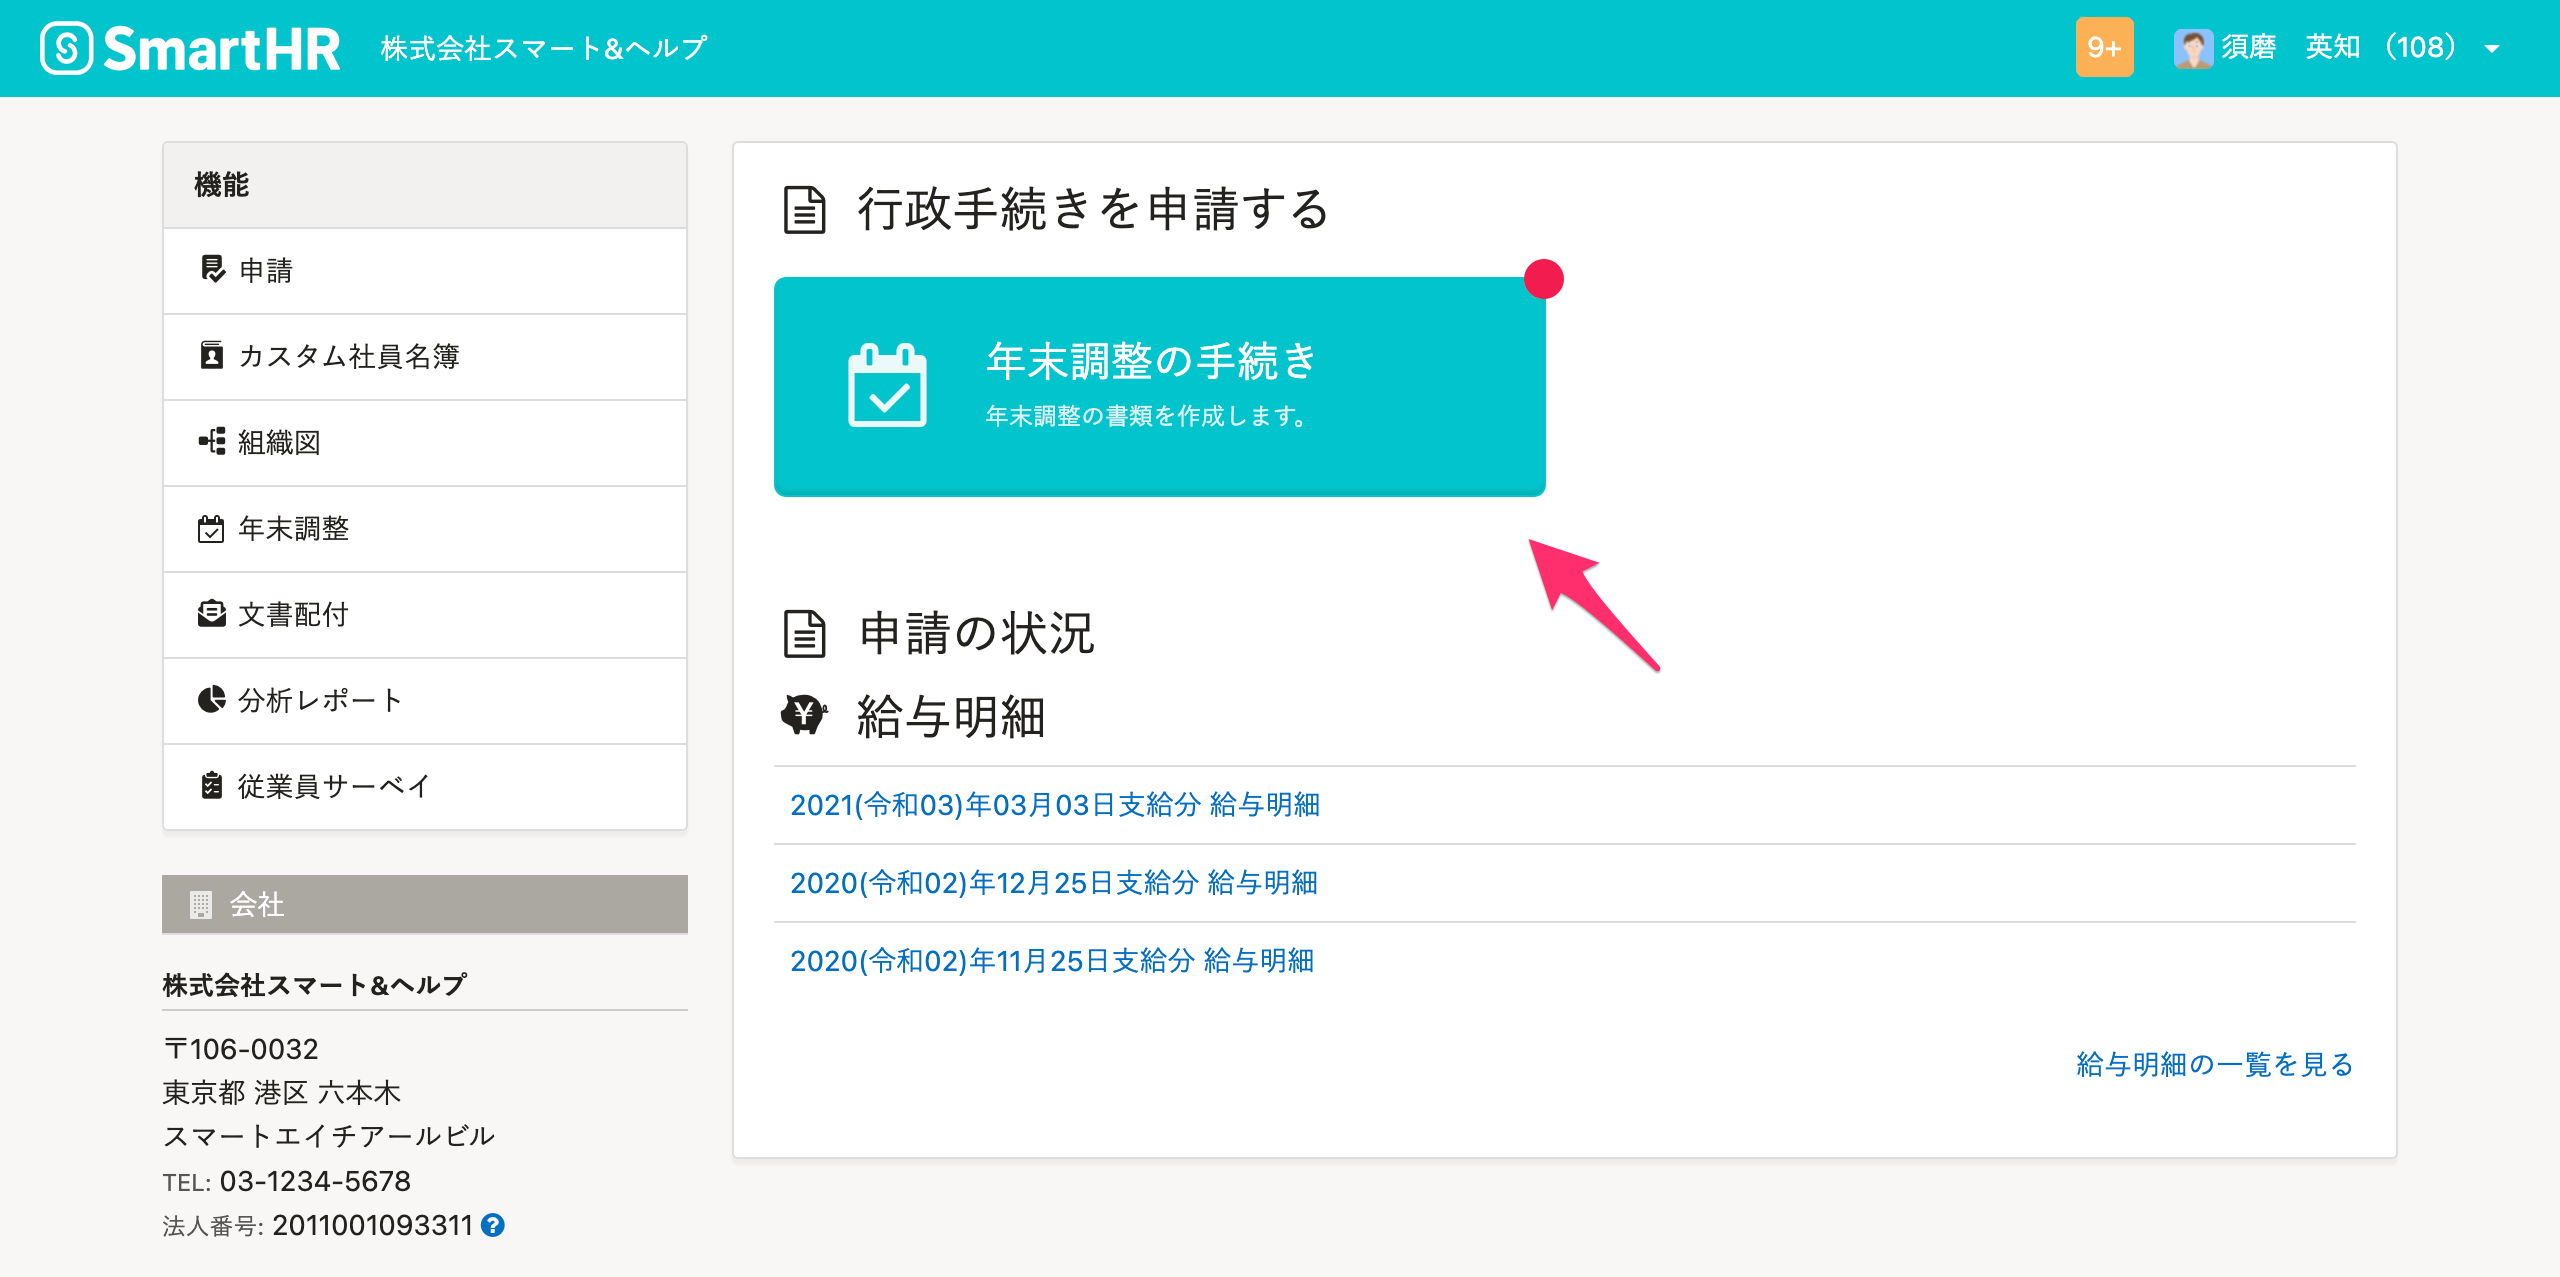 SmartHR 株式会社スマート&ヘルプ 9+ 須磨 英知 （108）
機能
申請
カスタム社員名簿
組織図
年末調整
文書配付
分析レポート
従業員サーベイ
会社
株式会社スマート&ヘルプ
〒106-0032
東京都 港区 六本木
スマートエイチアールビル
TEL: 03-1234-5678
法人番号: 2011001093311 ?
行政手続きを申請する
年末調整の手続き
年末調整の書類を作成します。
申請の状況
給与明細
2021(令和03)年03月03日支給分 給与明細
2020(令和02)年12月25日支給分 給与明細
2020(令和02)年11月25日支給分 給与明細
給与明細の一覧を見る